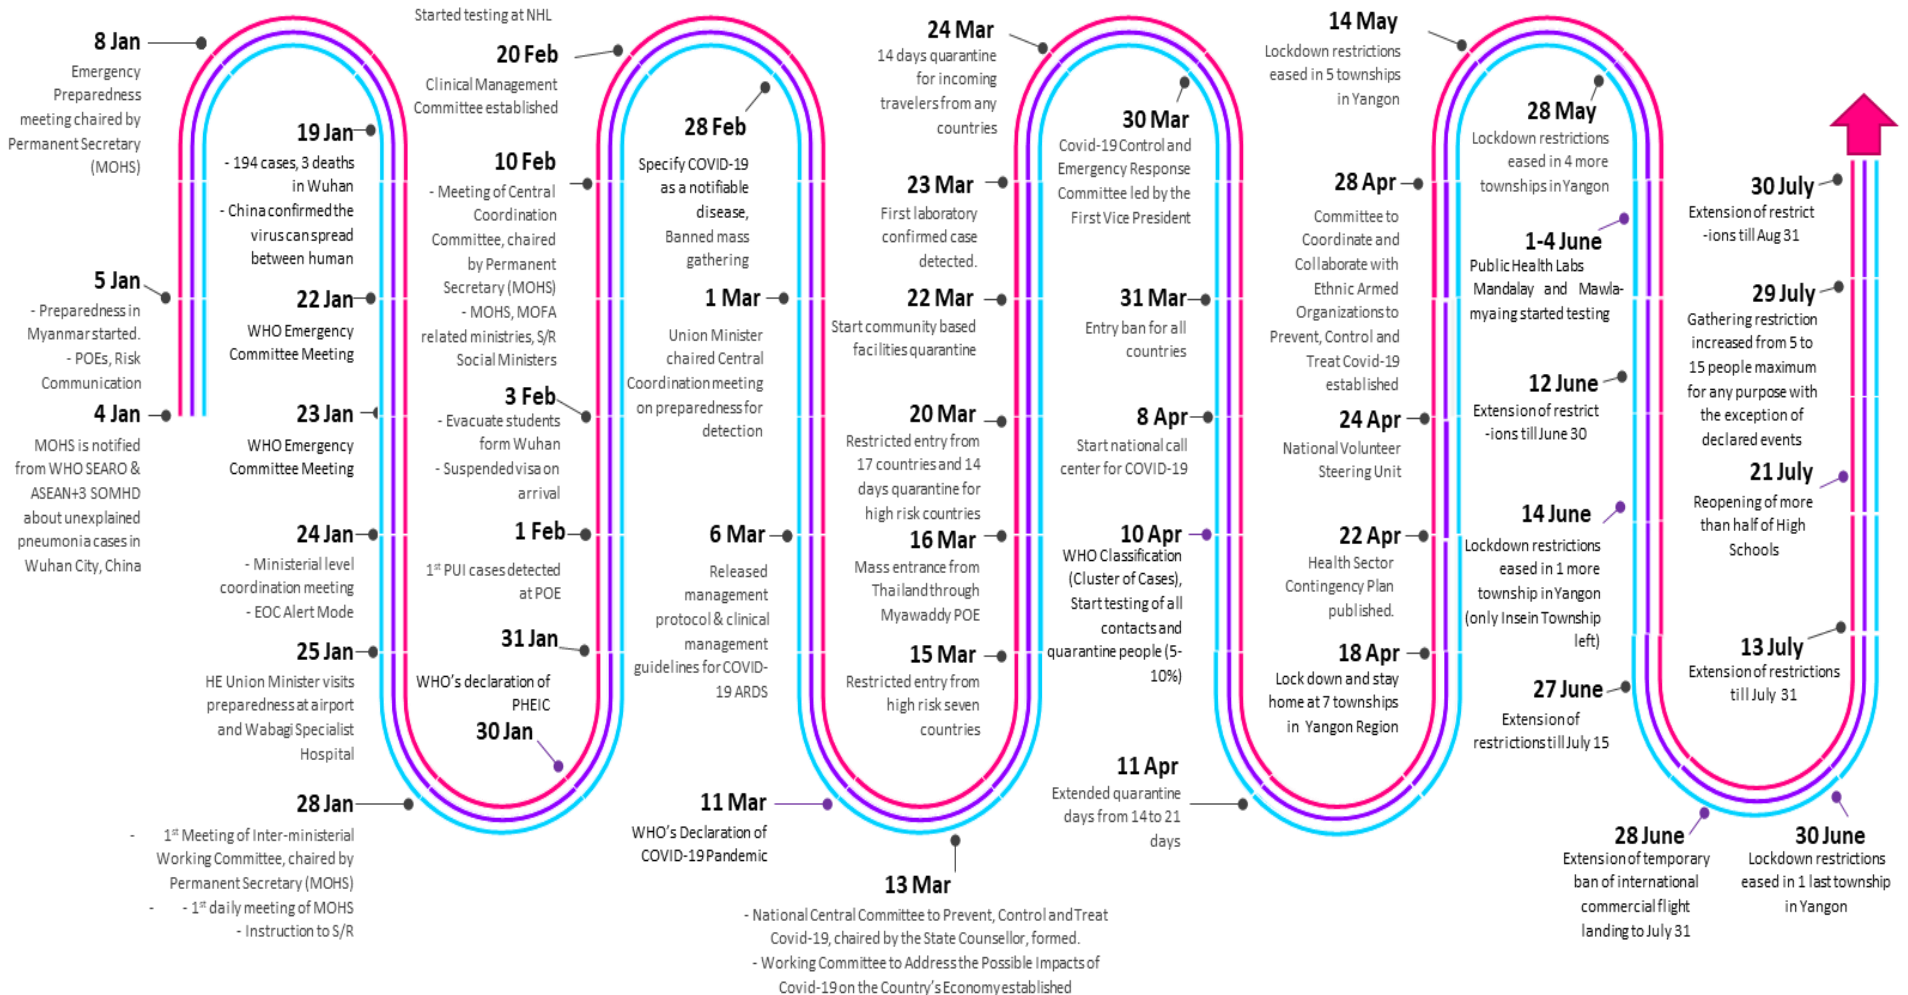 8 Jan
Emergency
Preparedness
meeting chaired by
Permanent Secretary
(MOHS)
5 Jan
- Preparedness in
Myanmar started.
- POEs, Risk
Communication
4 Jan
MOHS is notified
from WHO SEARO &
ASEAN+3 SOMHD
about unexplained
pneumonia cases in
Wuhan City, China
19 Jan
- 194 cases, 3 deaths
in Wuhan
- China confirmed the
virus can spread
between human
22 Jan
WHO Emergency
Committee Meeting
23 Jan
WHO Emergency
Committee Meeting
24 Jan
- Ministerial level
coordination meeting
- EOC Alert Mode
25 Jan
HE Union Minister visits
preparedness at airport
and Wabagi Specialist
Hospital
28 Jan
- 1st Meeting of Inter-ministerial
Working Committee, chaired by
Permanent Secretary (MOHS)
- - 1st daily meeting of MOHS
- Instruction to S/R
Started testing at NHL
20 Feb
Clinical Management
Committee established
10 Feb
- Meeting of Central
Coordination
Committee, chaired
by Permanent
Secretary (MOHS)
- MOHS, MOFA
related ministries, S/R
Social Ministers
3 Feb
- Evacuate students
form Wuhan
- Suspended visa on
arrival
1 Feb
1st PUI cases detected
at POE
31 Jan
WHO's declaration of
PHEIC
30 Jan
28 Feb
Specify COVID-19
as a notifiable
disease,
Banned mass
gathering
1 Mar
Union Minister
chaired Central
Coordination meeting
on preparedness for
detection
6 Mar
Released
management
protocol & clinical
management
guidelines for COVID-
19 ARDS
11 Mar
WHO's Declaration of
COVID-19 Pandemic
13 Mar
- National Central Committee to Prevent, Control and Treat
Covid-19, chaired by the State Counsellor, formed.
- Working Committee to Address the Possible Impacts of
Covid-19 on the Country's Economy established
24 Mar
14 days quarantine
for incoming
travelers from any
countries
23 Mar
First laboratory
confirmed case
detected.
22 Mar
Start community based
facilities quarantine
20 Mar
Restricted entry from
17 countries and 14
days quarantine for
high risk countries
16 Mar
Mass entrance from
Thailand through
Myawaddy POE
15 Mar
Restricted entry from
high risk seven
countries
30 Mar
Covid-19 Control and
Emergency Response
Committee led by the
First Vice President
31 Mar
Entry ban for all
countries
8 Apr
Start national call
center for COVID-19
10 Apr
WHO Classification
(Cluster of Cases),
Start testing of all
contacts and
quarantine people (5-
10%)
11 Apr
Extended quarantine
days from 14 to 21
days
14 May
Lockdown restrictions
eased in 5 townships
in Yangon
28 Apr
Committee to
Coordinate and
Collaborate with
Ethnic Armed
Organizations to
Prevent, Control and
Treat Covid-19
established
24 Apr
National Volunteer
Steering Unit
22 Apr
Health Sector
Contingency Plan
published.
18 Apr
Lock down and stay
home at 7 townships
in Yangon Region
28 May
Lockdown restrictions
eased in 4 more
townships in Yangon
1-4 June
Public Health Labs
Mandalay and Mawla-
myaing started testing
12 June
Extension of restrict
-ions till June 30
14 June
Lockdown restrictions
eased in 1 more
township in Yangon
(only Insein Township
left)
27 June
Extension of
restrictions till July 15
28 June
Extension of temporary
ban of international
commercial flight
landing to July 31
30 June
Lockdown restrictions
eased in 1 last township
in Yangon
30 July
Extension of restrict
-ions till Aug 31
29 July
Gathering restriction
increased from 5 to
15 people maximum
for any purpose with
the exception of
declared events
21 July
Reopening of more
than half of High
Schools
13 July
Extension of restrictions
till July 31